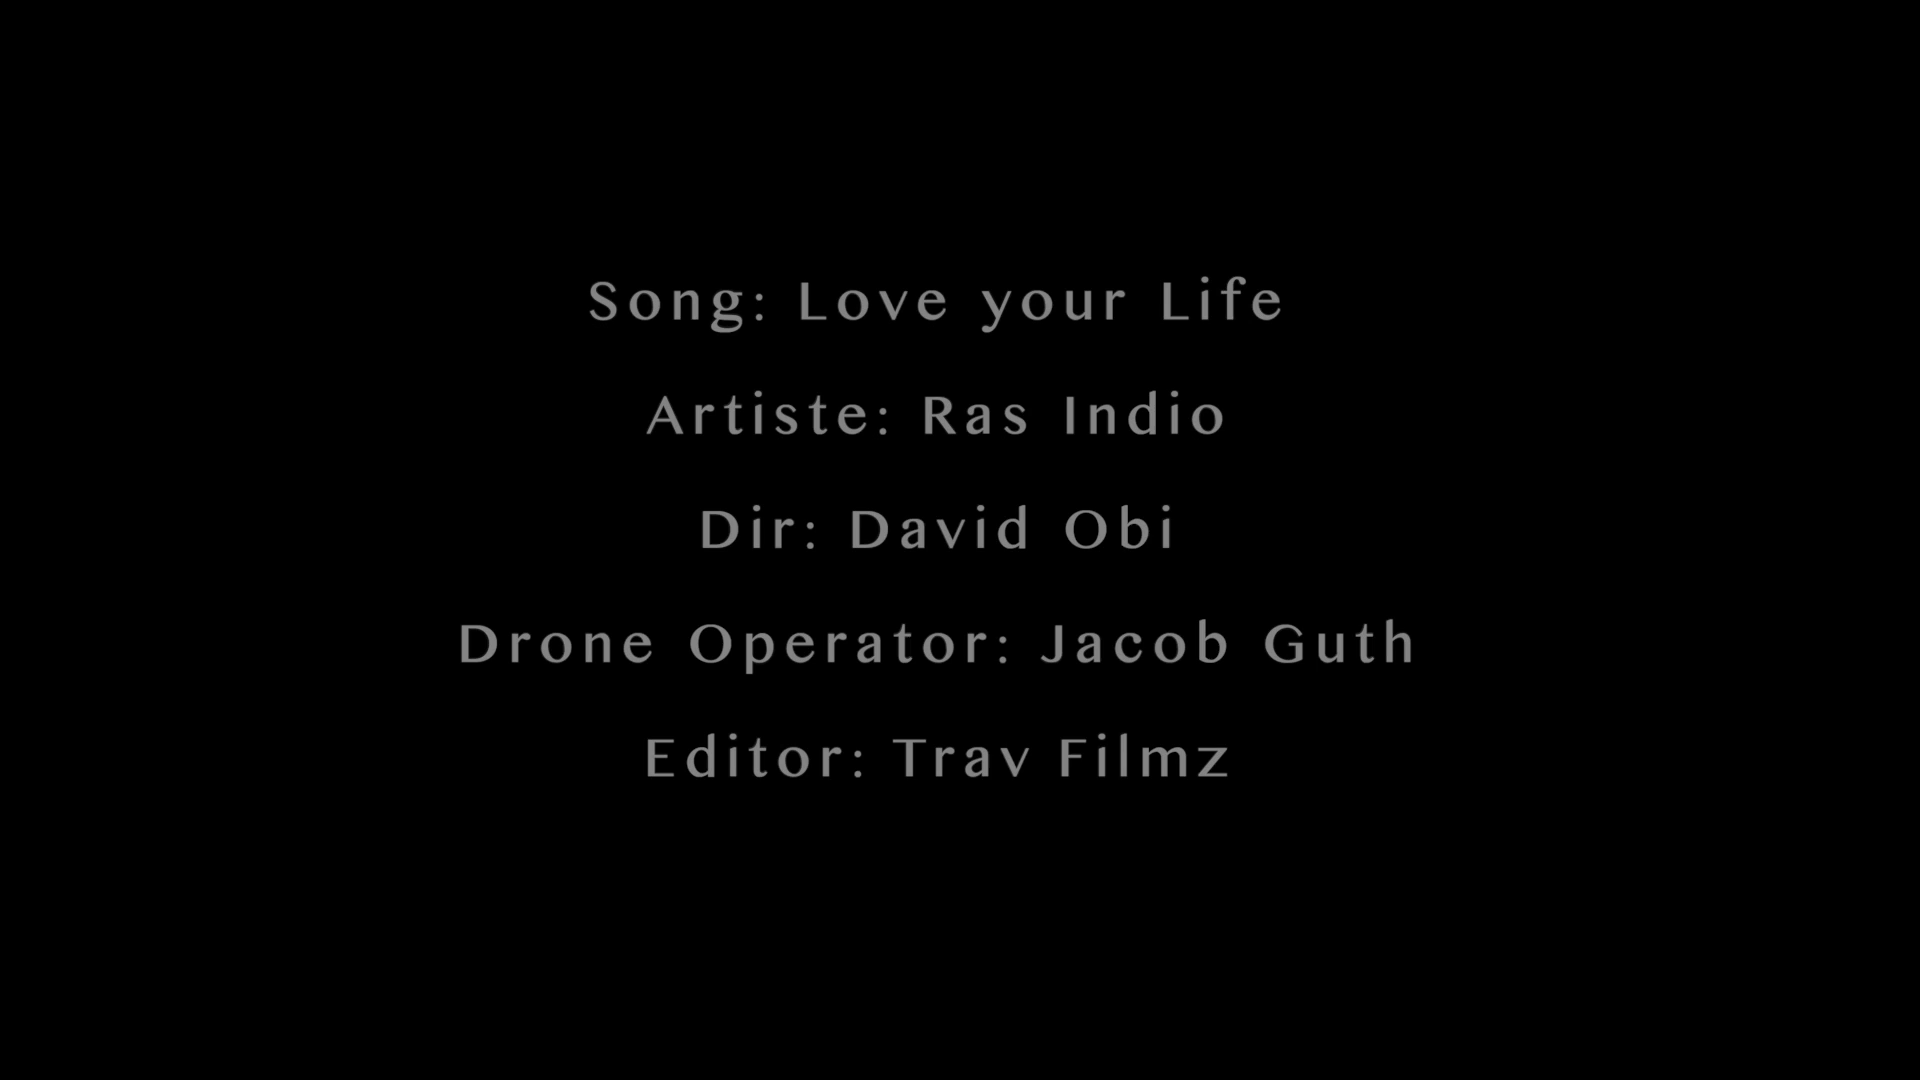 Song: Love your Life
Artiste: Ras Indio
Dir: David Obi
Drone Operator: Jacob Guth
Editor: Trav Filmz